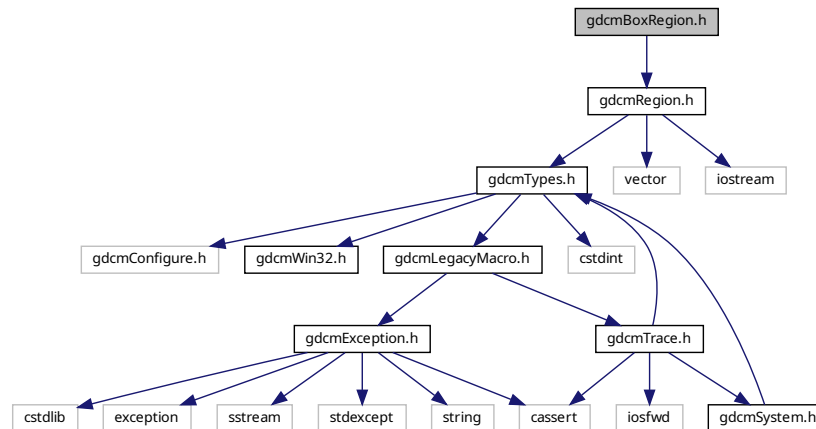 gdcmBoxRegion.h
gdcmRegion.h
gdcmTypes.h
vector
iostream
gdcmConfigure.h
gdcmWin32.h
gdcmLegacyMacro.h
cstdint
gdcmException.h
gdcmTrace.h
cstdlib
exception
sstream
stdexcept
string
cassert
iosfwd
gdcmSystem.h